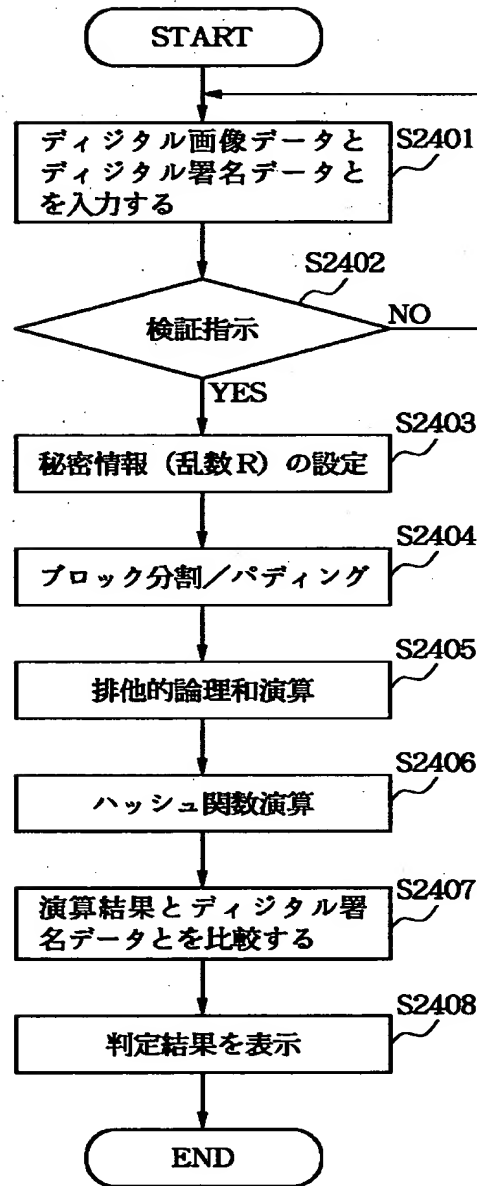 START
S2401
ディジタル画像データと
ディジタル署名データと
を入力する
S2402
検証指示
NO
YES
S2403
秘密情報（乱数R）の設定
S2404
ブロック分割／パディング
S2405
排他的論理和演算
S2406
ハッシュ関数演算
S2407
演算結果とディジタル署
名データとを比較する
S2408
判定結果を表示
END